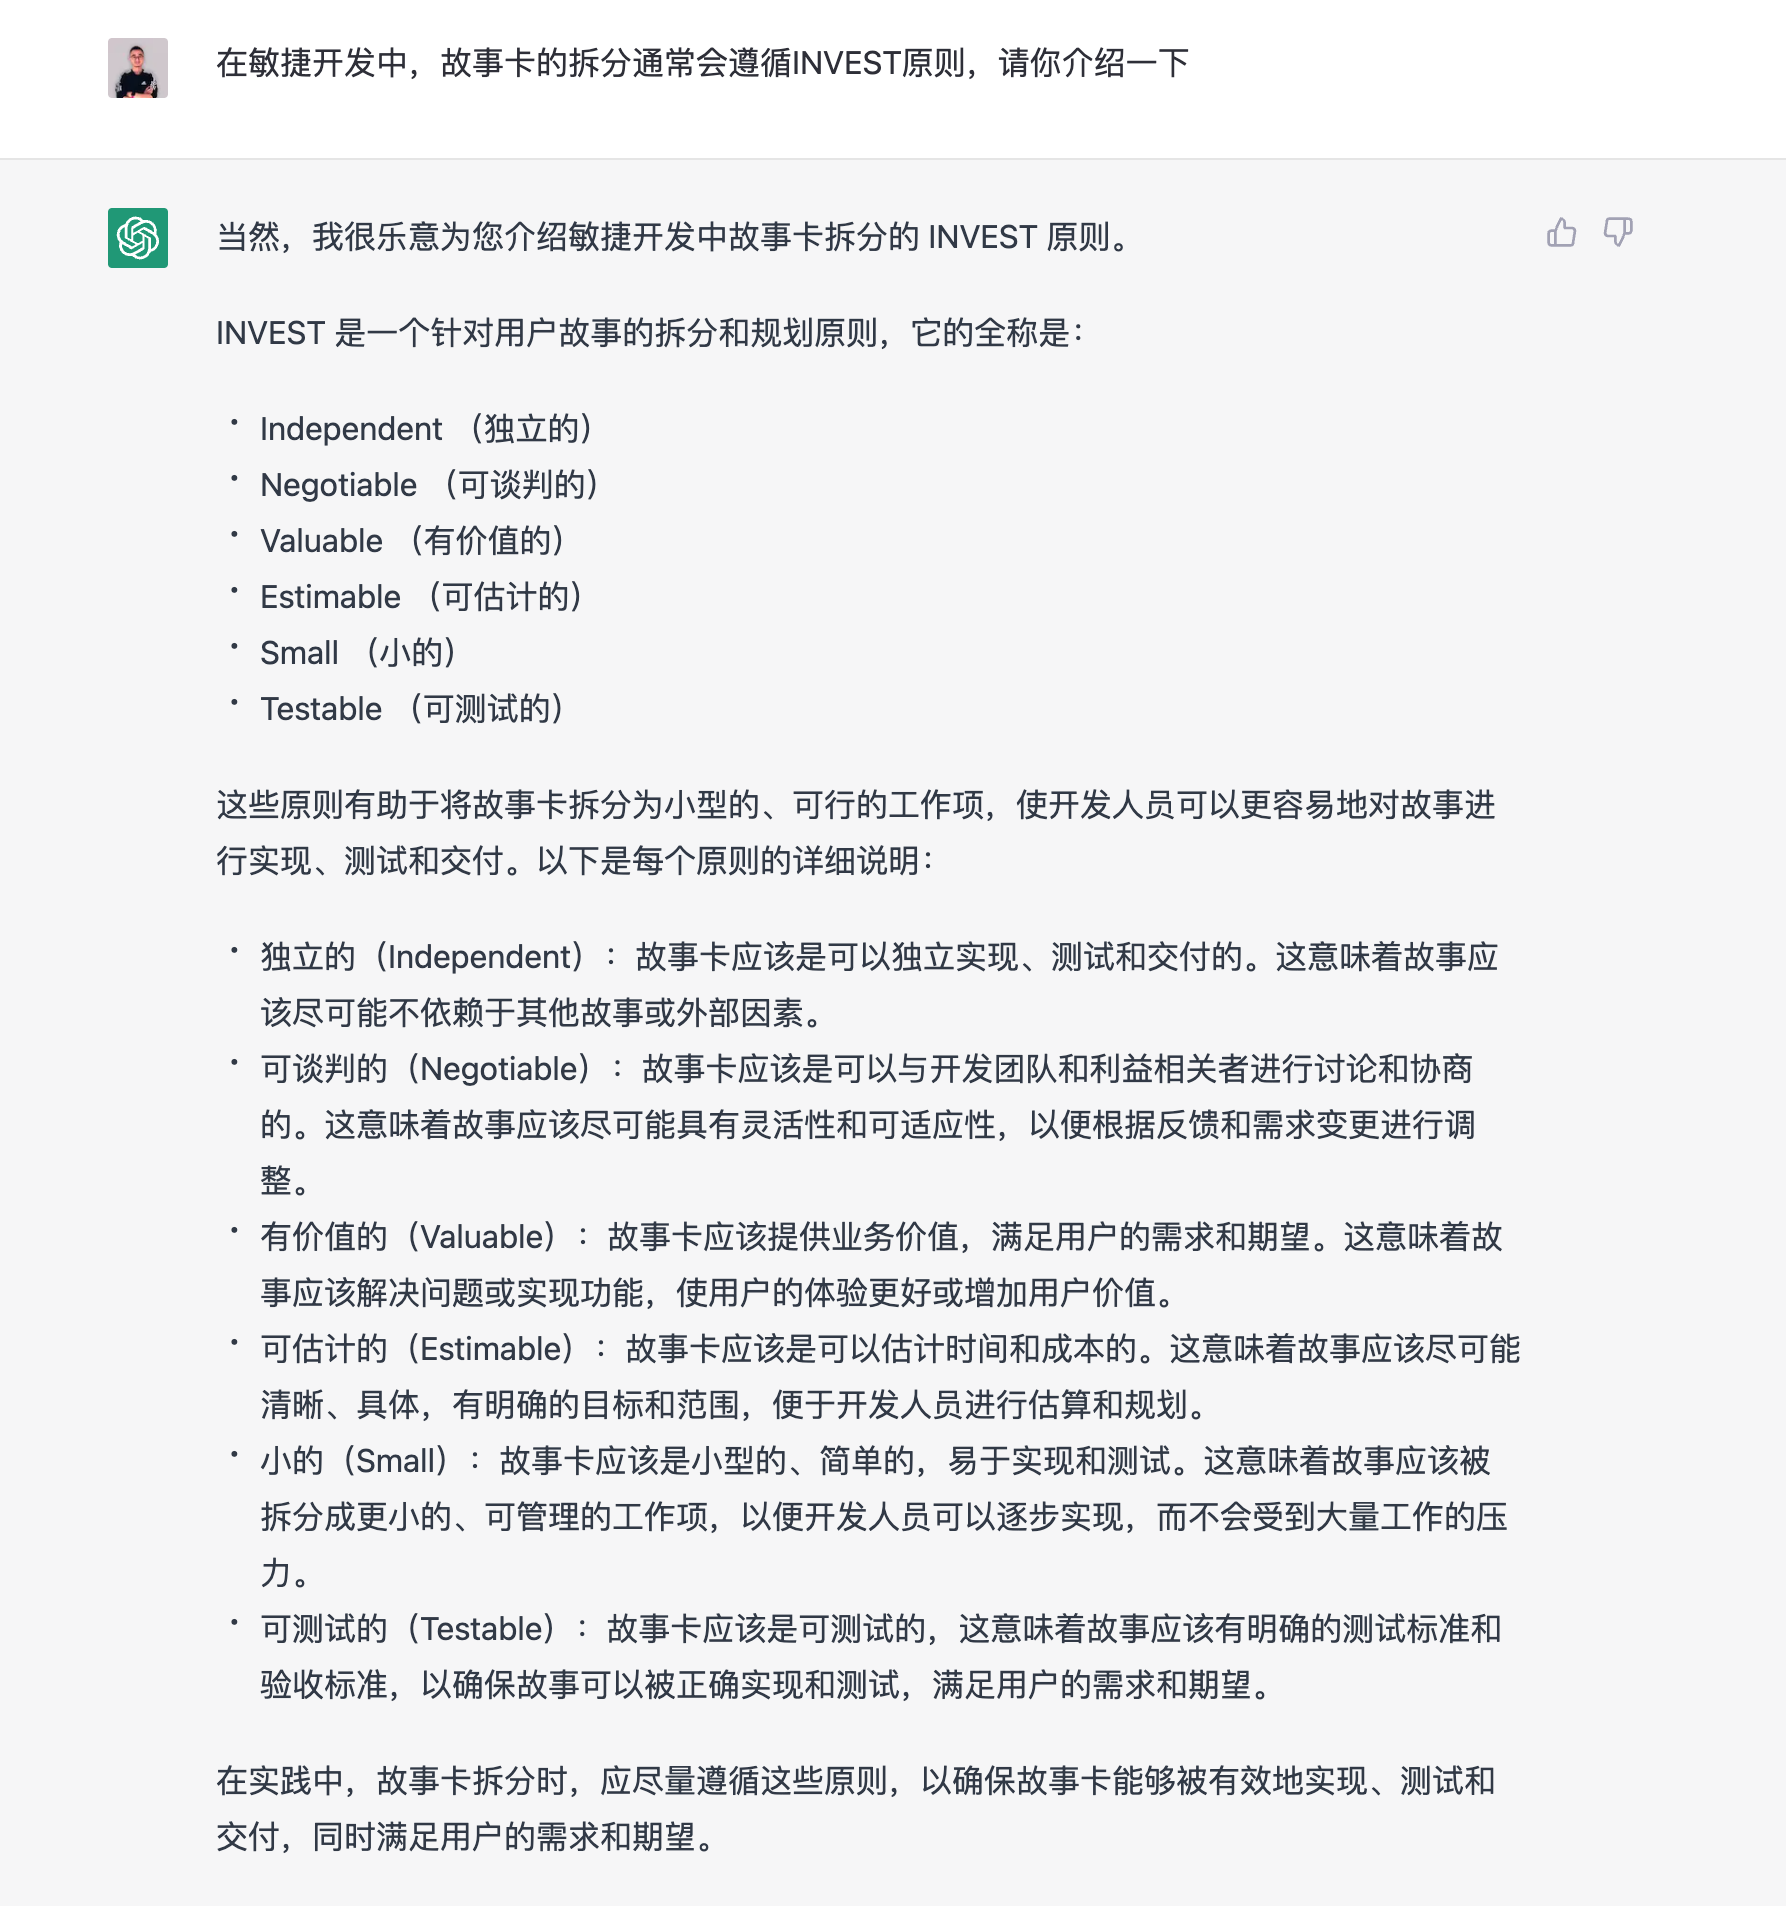 在敏捷开发中，故事卡的拆分通常会遵循INVEST原则，请你介绍一下
当然，我很乐意为您介绍敏捷开发中故事卡拆分的 INVEST 原则。
INVEST 是一个针对用户故事的拆分和规划原则，它的全称是：
• Independent （独立的）
• Negotiable （可谈判的）
• Valuable （有价值的）
• Estimable （可估计的）
• Small （小的）
• Testable （可测试的）
这些原则有助于将故事卡拆分为小型的、可行的工作项，使开发人员可以更容易地对故事进
行实现、测试和交付。以下是每个原则的详细说明：
• 独立的（Independent）：故事卡应该是可以独立实现、测试和交付的。这意味着故事应
该尽可能不依赖于其他故事或外部因素。
• 可谈判的（Negotiable）：故事卡应该是可以与开发团队和利益相关者进行讨论和协商
的。这意味着故事应该尽可能具有灵活性和可适应性，以便根据反馈和需求变更进行调
整。
• 有价值的（Valuable）：故事卡应该提供业务价值，满足用户的需求和期望。这意味着故
事应该解决问题或实现功能，使用户的体验更好或增加用户价值。
• 可估计的（Estimable）：故事卡应该是可以估计时间和成本的。这意味着故事应该尽可能
清晰、具体，有明确的目标和范围，便于开发人员进行估算和规划。
• 小的（Small）：故事卡应该是小型的、简单的，易于实现和测试。这意味着故事应该被
拆分成更小的、可管理的工作项，以便开发人员可以逐步实现，而不会受到大量工作的压
力。
• 可测试的（Testable）：故事卡应该是可测试的，这意味着故事应该有明确的测试标准和
验收标准，以确保故事可以被正确实现和测试，满足用户的需求和期望。
在实践中，故事卡拆分时，应尽量遵循这些原则，以确保故事卡能够被有效地实现、测试和
交付，同时满足用户的需求和期望。